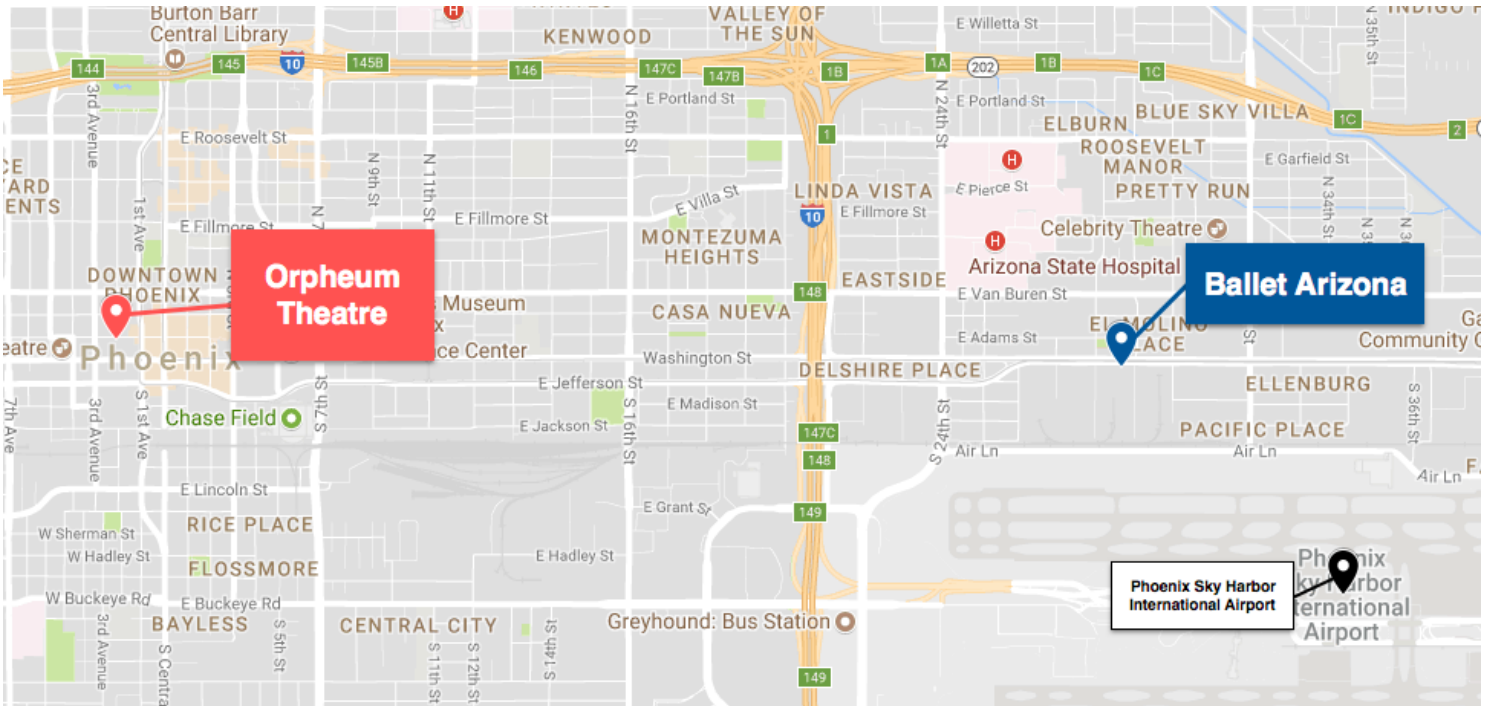 Burton Barr
Central Library
H
KENWOOD
VALLEY OF
THE SUN
E Willetta St
N 35th St
144
145
10
145B
146
147C
147B
1B
1A
202
1B
1C
3rd Avenue
E Portland St
N 16th St
N 24th St
E Portland St
BLUE SKY VILLA
1C
2
1
ELBURN
E Roosevelt St
ROOSEVELT
MANOR
E Garfield St
N 9th St
N 11th St
H
LINDA VISTA
E Pierce St
PRETTY RUN
N 34th St
1st Ave
E Villa St
10
E Fillmore St
E Fillmore St
E Fillmore St
Celebrity Theatre
MONTEZUMA
HEIGHTS
H
Arizona State Hospital
Orpheum
Theatre
Ballet Arizona
DOWNTOWN
PHOENIX
EASTSIDE
148
E Van Buren St
Museum
CASA NUEVA
E Adams St
EL MOLINO
Community
Phoenix
Washington St
DELSHIRE PLACE
E Jefferson St
ELLENBURG
7th Ave
3rd Avenue
S 1st Ave
Chase Field
S 7th St
E Madison St
S 16th St
E Jackson St
147C
S 24th St
PACIFIC PLACE
S 36th St
148
Air Ln
Air Ln
Air Ln
E Lincoln St
E Grant St
149
W Sherman St
RICE PLACE
W Hadley St
E Hadley St
FLOSSMORE
Phoenix Sky Harbor
International Airport
Airport
W Buckeye Rd
E Buckeye Rd
BAYLESS
CENTRAL CITY
Greyhound: Bus Station
3rd Avenue
S 5th St
S 11th St
S 12th St
S 14th St
149